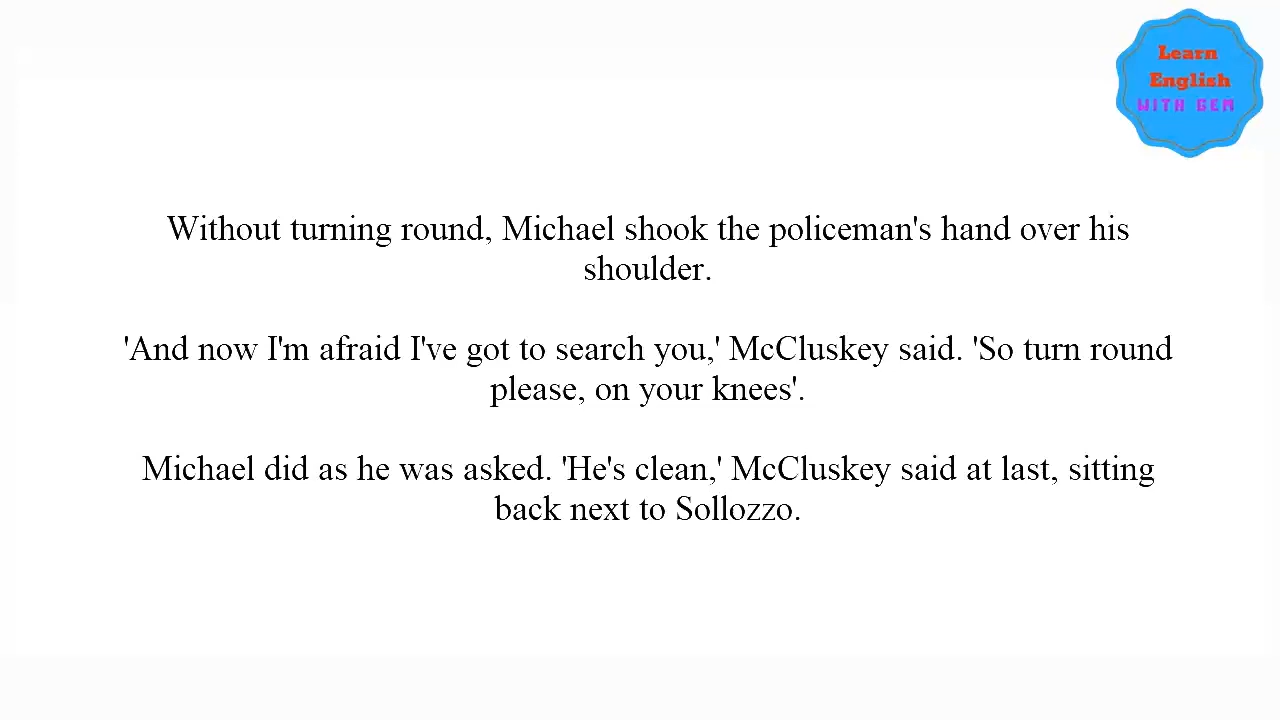 Learn
English
WITH GEM
Without turning round, Michael shook the policeman's hand over his
shoulder.
'And now I'm afraid I've got to search you,' McCluskey said. 'So turn round
please, on your knees'.
Michael did as he was asked. 'He's clean,' McCluskey said at last, sitting
back next to Sollozzo.